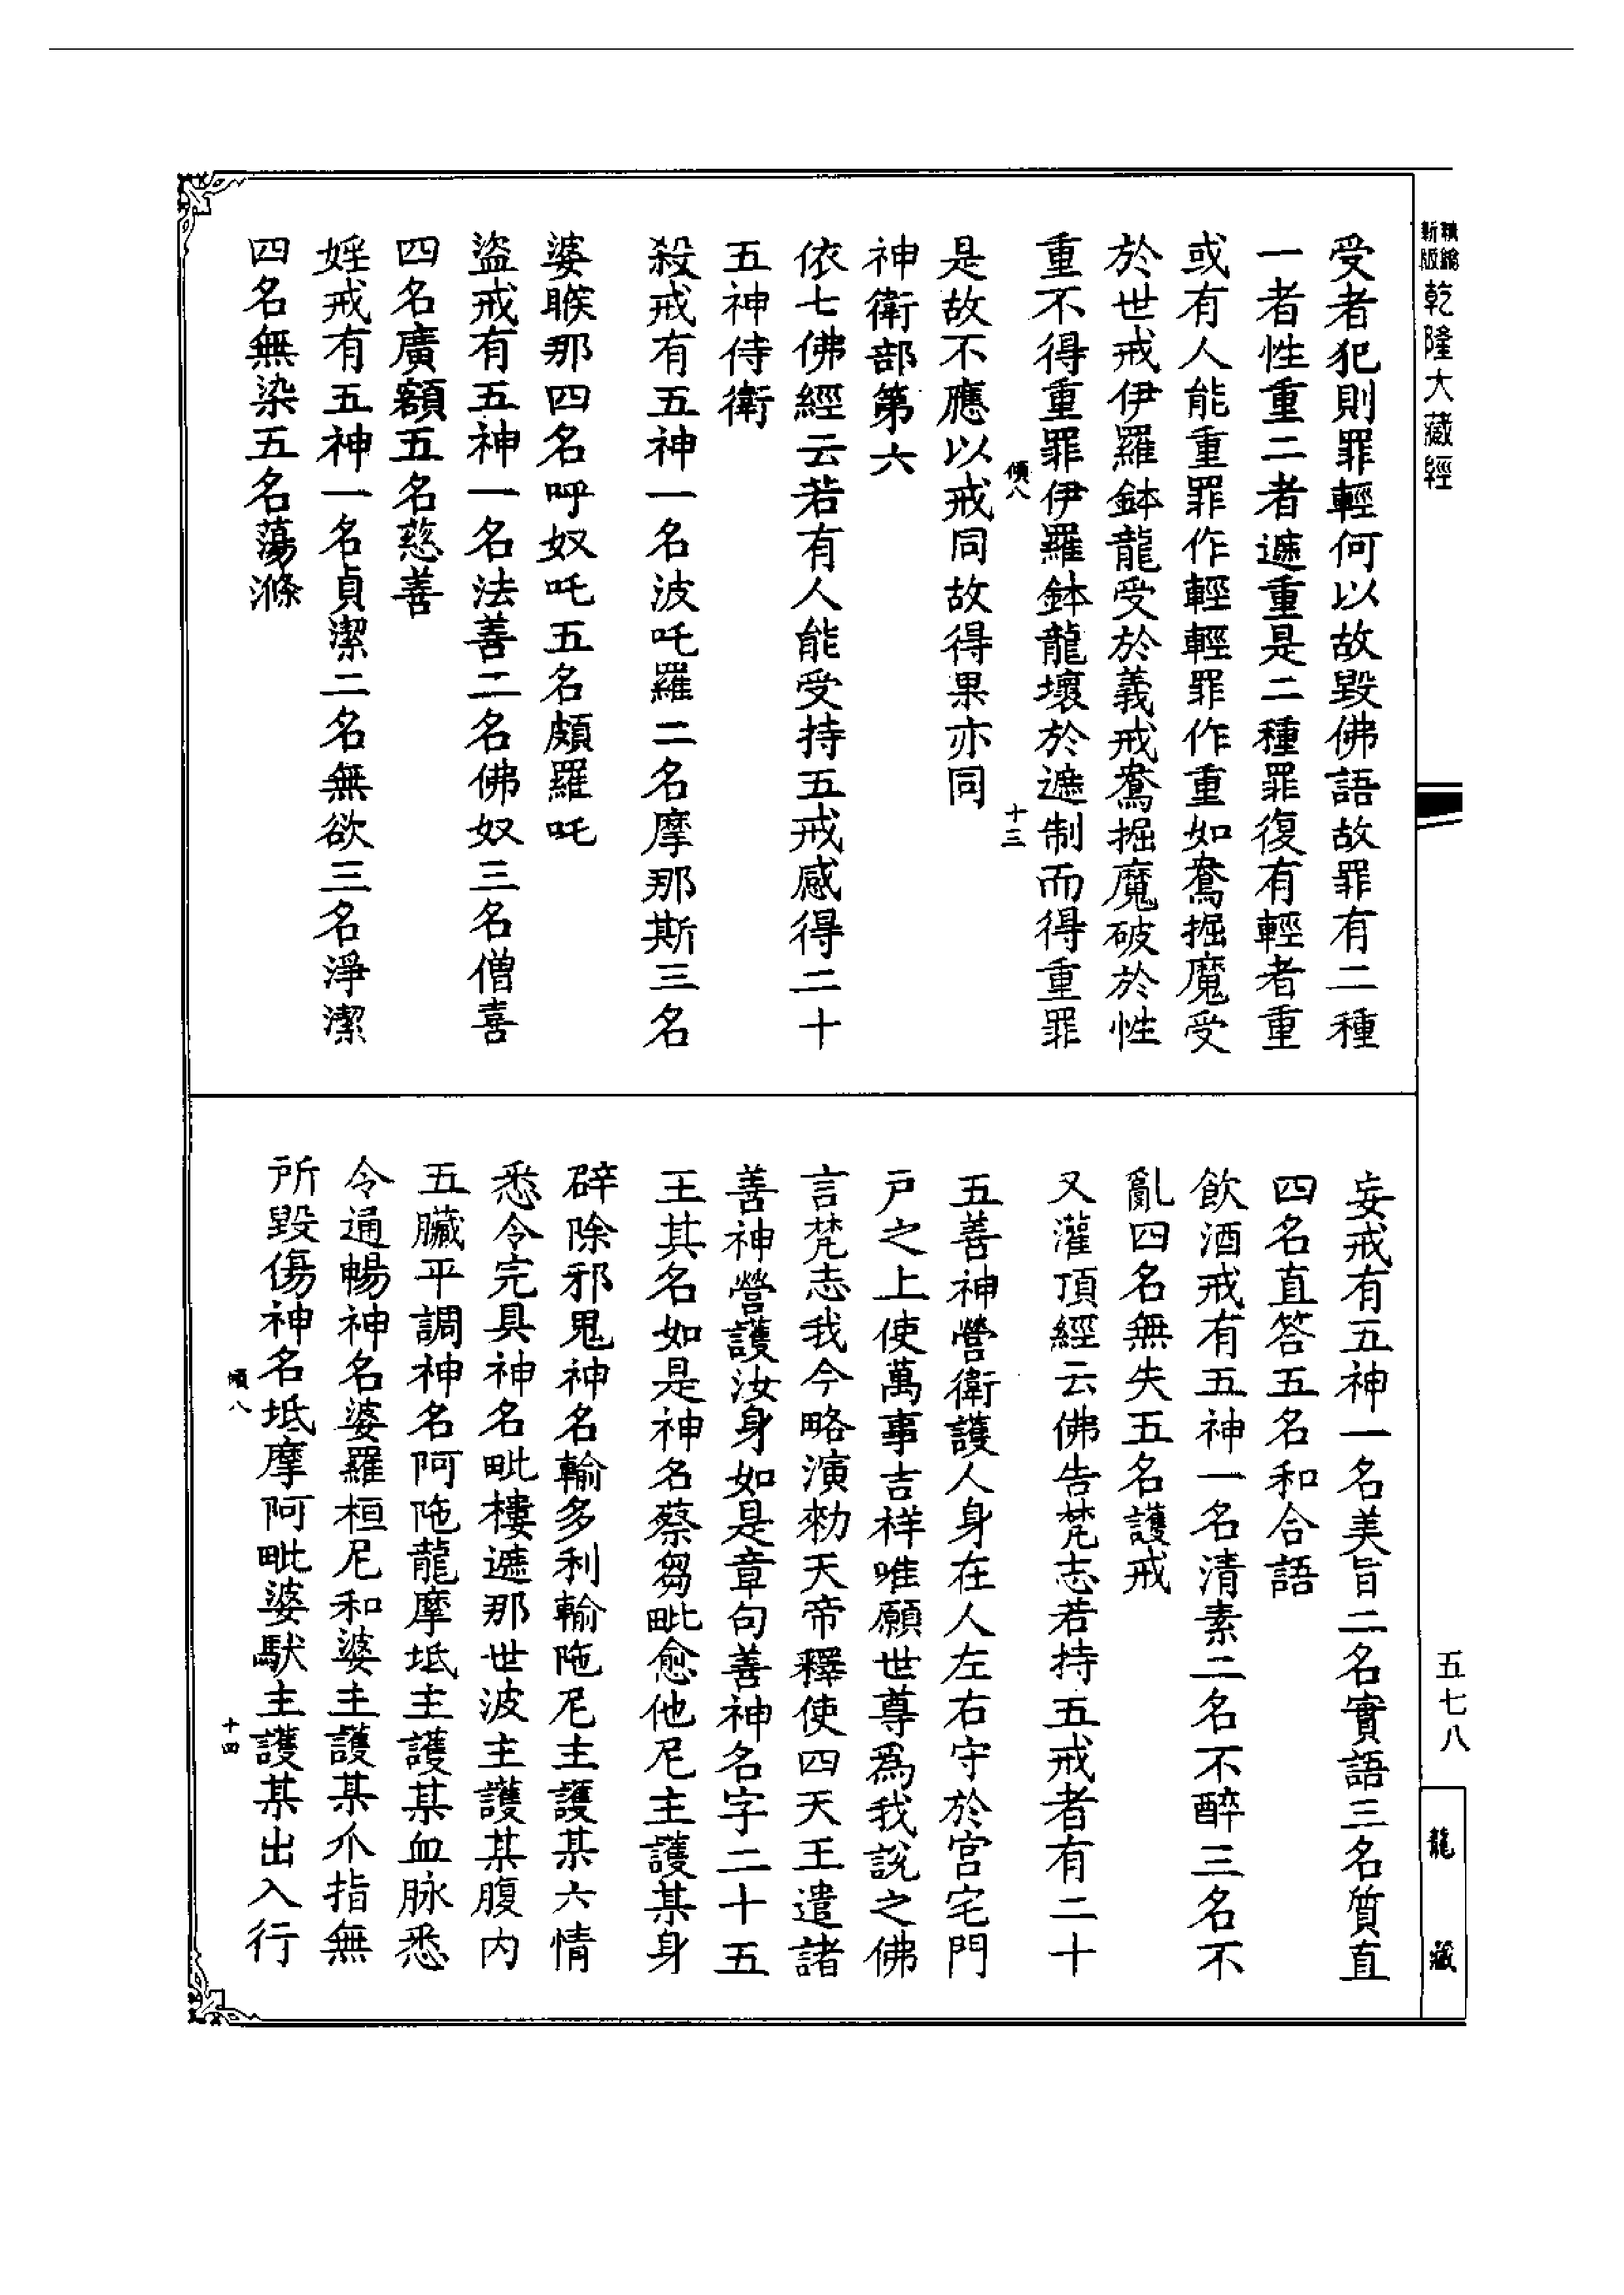 新版
乾隆大藏經
受者犯則罪輕何以故毀佛語故罪有二種
一者性重二者遮重是二種罪復有輕者重
或有人能重罪作輕輕罪作重如鴦掘魔受
於世戒伊羅鉢龍受於義戒鴦掘魔破於性
重不得重罪伊羅鉢龍壞於遮制而得重罪
傾八
十三
是故不應以戒同故得果亦同
神衛部第六
依七佛經云若有人能受持五戒感得二十
五神侍衛
殺戒有五神一名波吒羅二名摩那斯三名
婆睺那四名呼奴吒五名頗羅吒
盜戒有五神一名法善二名佛奴三名僧喜
四名廣額五名慈善
婬戒有五神一名貞潔二名無欲三名淨潔
四名無染五名蕩滌
妄戒有五神一名美旨二名實語三名質直
四名直答五名和合語
飲酒戒有五神一名清素二名不醉三名不
亂四名無失五名護戒
又灌頂經云佛告梵志若持五戒者有二十
五善神營衛護人身在人左右守於宮宅門
戶之上使萬事吉祥唯願世尊為我說之佛
言梵志我今略演勑天帝釋使四天王遣諸
善神營護汝身如是章句善神名字二十五
王其名如是神名蔡芻毗愈他尼主護某身
辟除邪鬼神名輸多利輸陁尼主護某六情
悉令完具神名毗樓遮那世波主護某腹內
五臟平調神名阿陁龍摩坻主護某血脉悉
令通暢神名婆羅桓尼和婆主護某爪指無
所毀傷神名坻摩阿毗婆馱主護某出入行
傾八
十四
五七八
龍藏